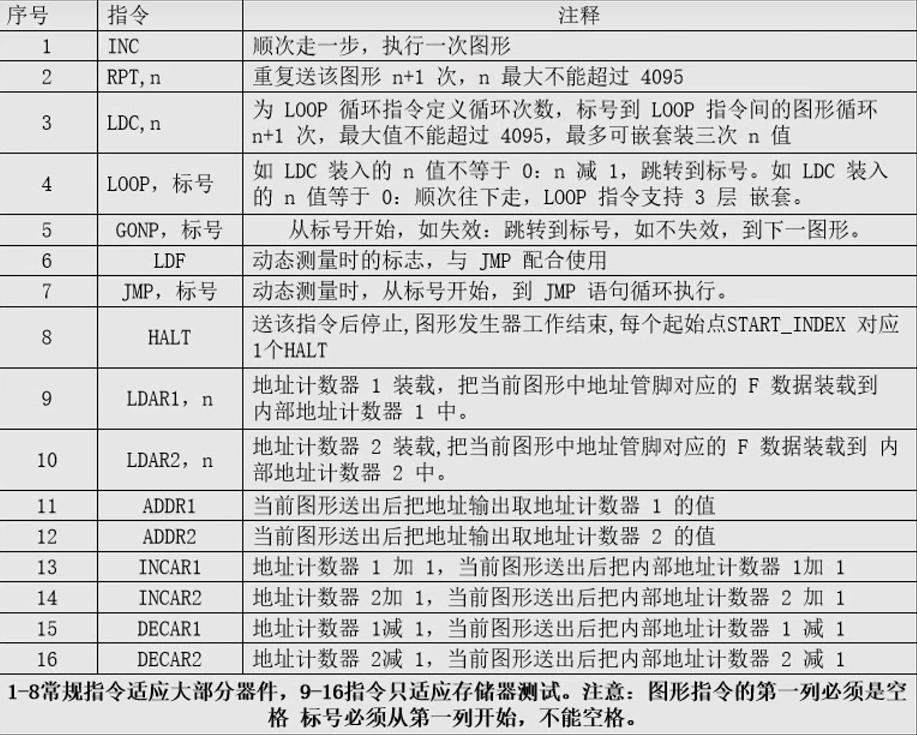 序号 指令 注释
1 INC 顺次走一步，执行一次图形
2 RPT,n 重复送该图形 n+1 次，n 最大不能超过 4095
3 LDC,n 为 LOOP 循环指令定义循环次数，标号到 LOOP 指令间的图形循环
n+1 次，最大值不能超过 4095，最多可嵌套装三次 n 值
4 LOOP，标号 如 LDC 装入的 n 值不等于 0：n 减 1，跳转到标号。如 LDC 装入
的 n 值等于 0：顺次往下走，LOOP 指令支持 3 层 嵌套。
5 GONP，标号 从标号开始，如失效：跳转到标号，如不失效，到下一图形。
6 LDF 动态测量时的标志，与 JMP 配合使用
7 JMP，标号 动态测量时，从标号开始，到 JMP 语句循环执行。
8 HALT 送该指令后停止,图形发生器工作结束,每个起始点START_INDEX 对应
1个HALT
9 LDAR1，n 地址计数器 1 装载，把当前图形中地址管脚对应的 F 数据装载到
内部地址计数器 1 中。
10 LDAR2，n 地址计数器 2 装载,把当前图形中地址管脚对应的 F 数据装载到 内
部地址计数器 2 中。
11 ADDR1 当前图形送出后把地址输出取地址计数器 1 的值
12 ADDR2 当前图形送出后把地址输出取地址计数器 2 的值
13 INCAR1 地址计数器 1 加 1，当前图形送出后把内部地址计数器 1加 1
14 INCAR2 地址计数器 2加 1，当前图形送出后把内部地址计数器 2 加 1
15 DECAR1 地址计数器 1减 1，当前图形送出后把内部地址计数器 1 减 1
16 DECAR2 地址计数器 2减 1，当前图形送出后把内部地址计数器 2 减 1
1-8常规指令适应大部分器件，9-16指令只适应存储器测试。注意：图形指令的第一列必须是空
格 标号必须从第一列开始，不能空格。